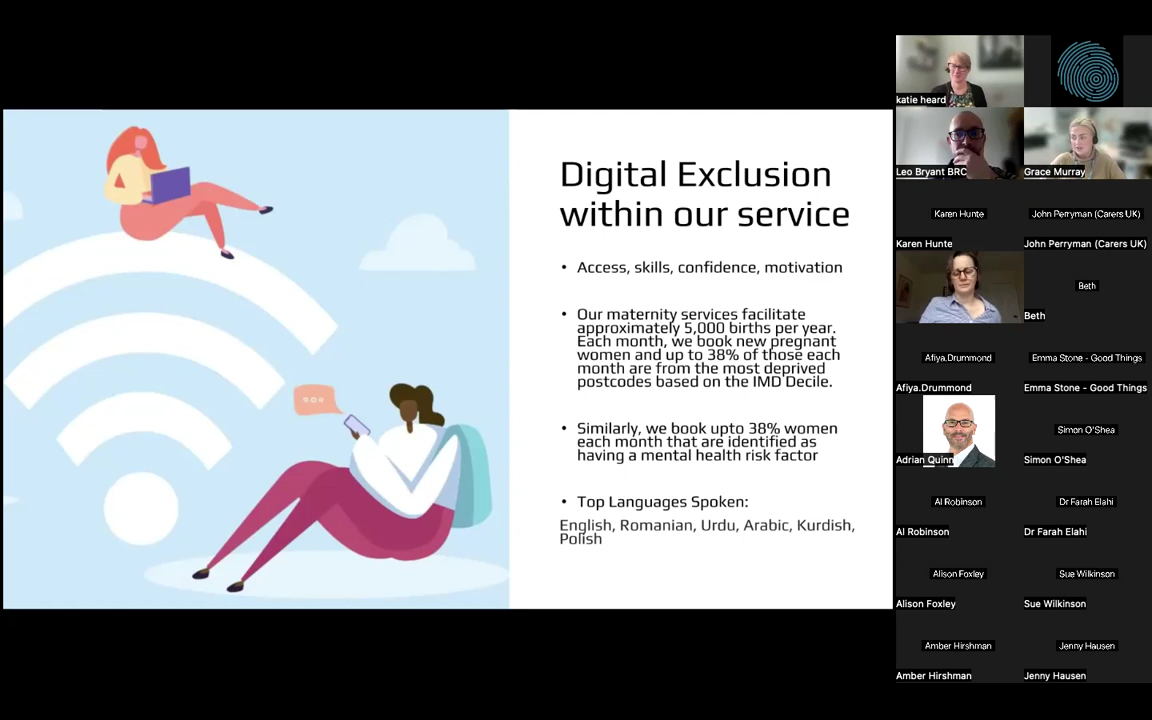 Digital Exclusion
within our service
• Access, skills, confidence, motivation
• Our maternity services facilitate
approximately 5,000 births per year.
Each month, we book new pregnant
women and up to 38% of those each
month are from the most deprived
postcodes based on the IMD Decile.
• Similarly, we book upto 38% women
each month that are identified as
having a mental health risk factor
• Top Languages Spoken:
English, Romanian, Urdu, Arabic, Kurdish,
Polish
katie heard
Leo Bryant BRC
Grace Murray
Karen Hunte
John Perryman (Carers UK)
Karen Hunte
John Perryman (Carers UK)
Beth
Beth
Afiya.Drummond
Emma Stone - Good Things
Afiya.Drummond
Emma Stone - Good Things
Simon O'Shea
Adrian Quinn
Simon O'Shea
Al Robinson
Dr Farah Elahi
Al Robinson
Dr Farah Elahi
Alison Foxley
Sue Wilkinson
Alison Foxley
Sue Wilkinson
Amber Hirshman
Jenny Hausen
Amber Hirshman
Jenny Hausen